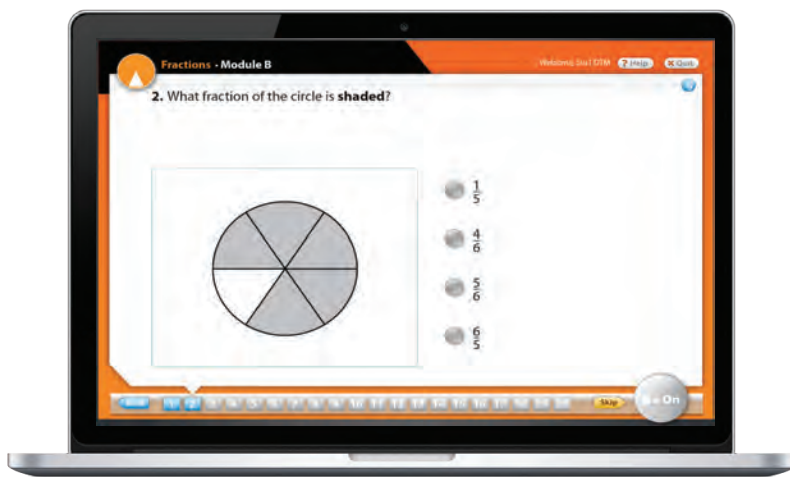 Fractions • Module B
? Help
X Quit
2. What fraction of the circle is shaded?
1/5
4/6
5/6
6/5
1 2 3 4 5 6 7 8 9 10 11 12 13 14 15 16 17 18 19 20
Skip